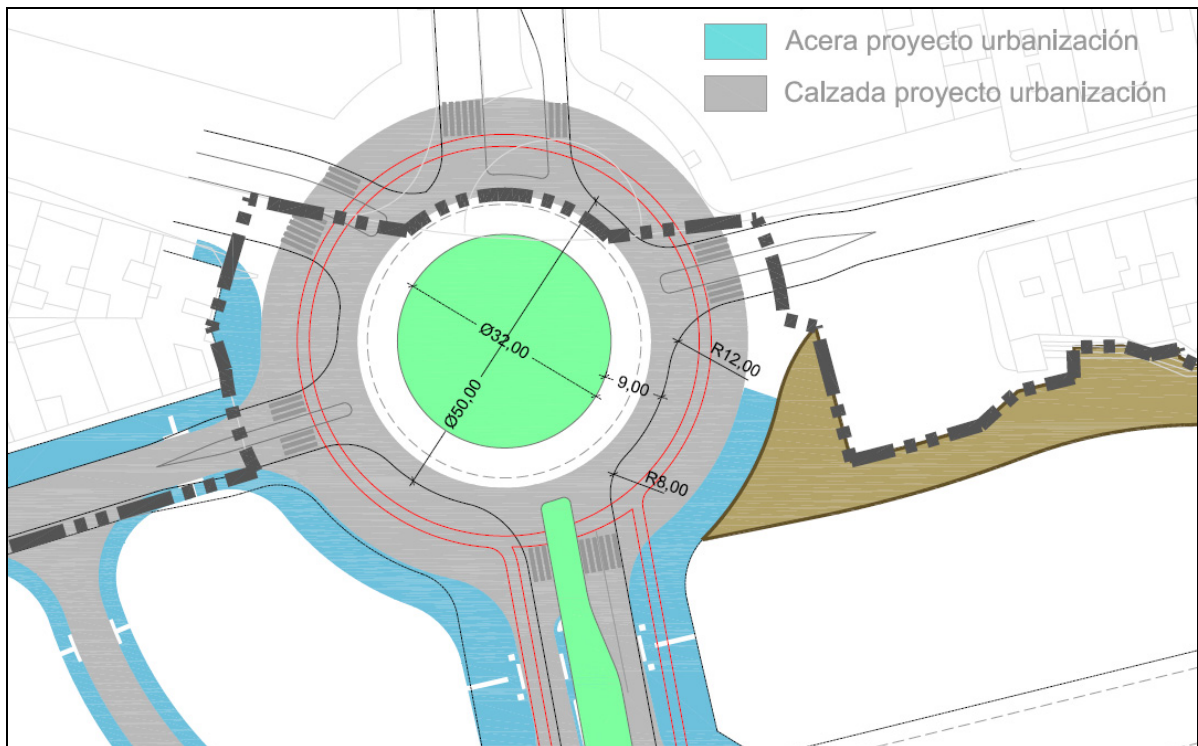 Acera proyecto urbanización
Calzada proyecto urbanización
Ø32,00
R12,00
9,00
Ø50,00
R8,00